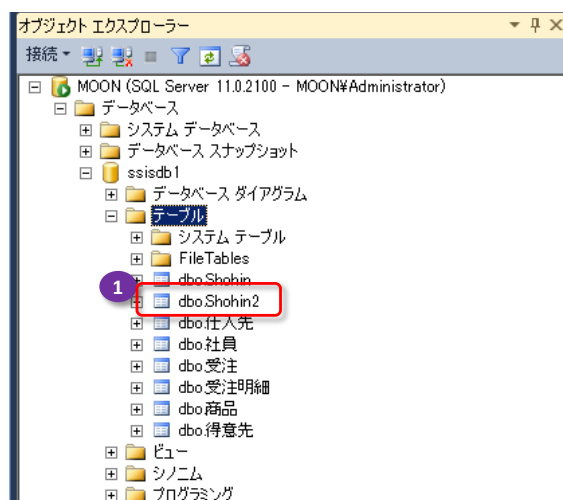 オブジェクト エクスプローラー
接続
MOON (SQL Server 11.0.2100 - MOON¥Administrator)
データベース
システム データベース
データベース スナップショット
ssisdb1
データベース ダイアグラム
テーブル
システム テーブル
FileTables
dbo.Shohin
1
dbo.Shohin2
dbo.仕入先
dbo.社員
dbo.受注
dbo.受注明細
dbo.商品
dbo.得意先
ビュー
シノニム
プログラミング